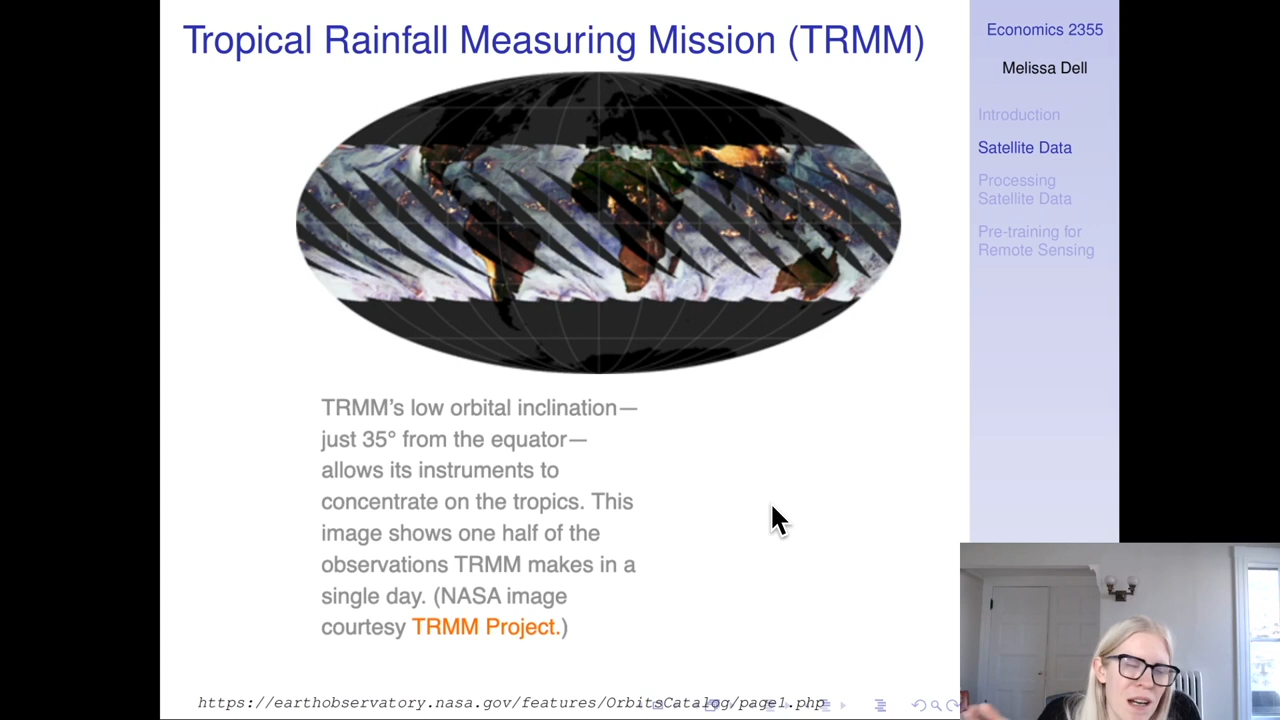 Tropical Rainfall Measuring Mission (TRMM)
TRMM’s low orbital inclination—
just 35° from the equator—
allows its instruments to
concentrate on the tropics. This
image shows one half of the
observations TRMM makes in a
single day. (NASA image
courtesy TRMM Project.)
https://earthobservatory.nasa.gov/features/OrbitsCatalog/page1.php
Economics 2355
Melissa Dell
Introduction
Satellite Data
Processing
Satellite Data
Pre-training for
Remote Sensing